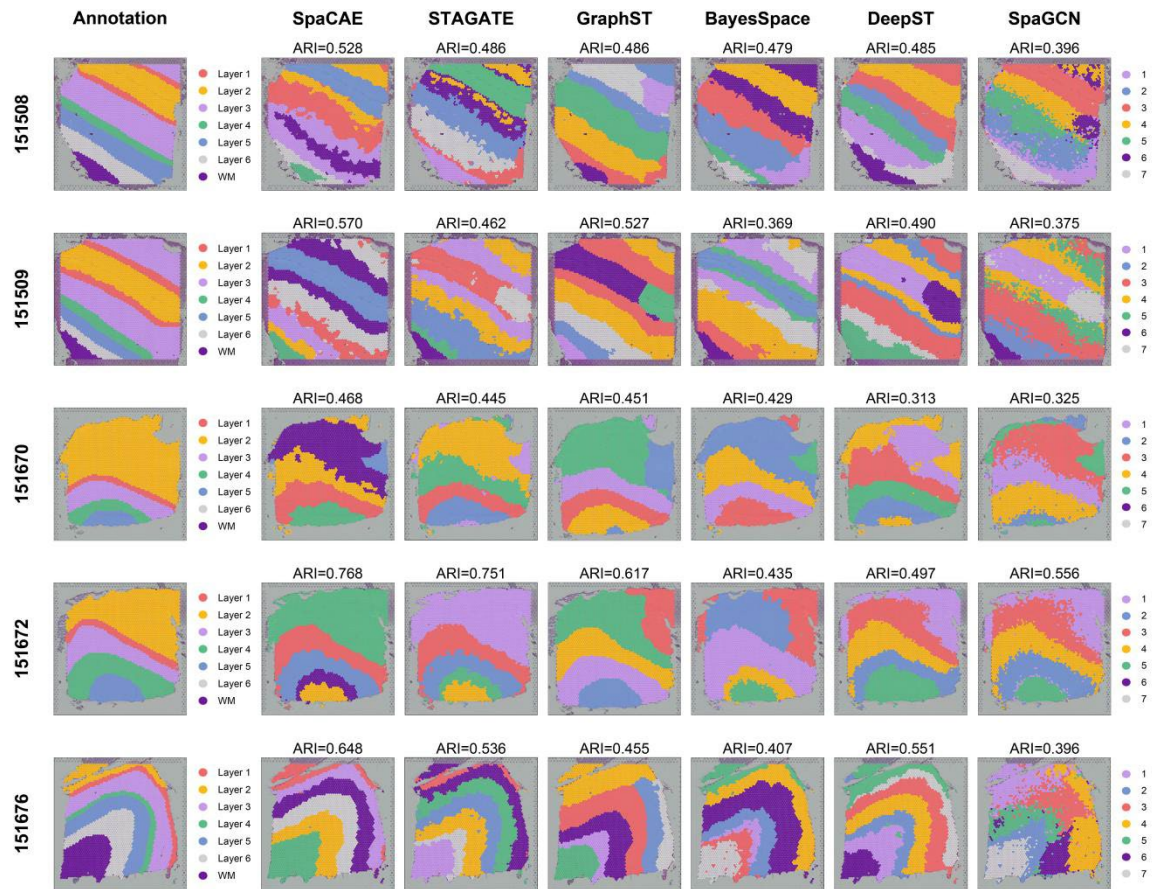 Annotation SpaCAE STAGATE GraphST BayesSpace DeepST SpaGCN
ARI=0.528 ARI=0.486 ARI=0.486 ARI=0.479 ARI=0.485 ARI=0.396
151508
Layer 1
Layer 2
Layer 3
Layer 4
Layer 5
Layer 6
WM
1
2
3
4
5
6
7
ARI=0.570 ARI=0.462 ARI=0.527 ARI=0.369 ARI=0.490 ARI=0.375
151509
Layer 1
Layer 2
Layer 3
Layer 4
Layer 5
Layer 6
WM
1
2
3
4
5
6
7
ARI=0.468 ARI=0.445 ARI=0.451 ARI=0.429 ARI=0.313 ARI=0.325
151670
Layer 1
Layer 2
Layer 3
Layer 4
Layer 5
Layer 6
WM
1
2
3
4
5
6
7
ARI=0.768 ARI=0.751 ARI=0.617 ARI=0.435 ARI=0.497 ARI=0.556
151672
Layer 1
Layer 2
Layer 3
Layer 4
Layer 5
Layer 6
WM
1
2
3
4
5
6
7
ARI=0.648 ARI=0.536 ARI=0.455 ARI=0.407 ARI=0.551 ARI=0.396
151676
Layer 1
Layer 2
Layer 3
Layer 4
Layer 5
Layer 6
WM
1
2
3
4
5
6
7